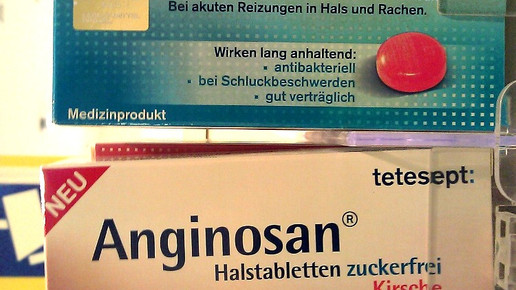 Bei akuten Reizungen in Hals und Rachen.
Wirken lang anhaltend:
• antibakteriell
• bei Schluckbeschwerden
• gut verträglich
Medizinprodukt
NEU
tetesept:
Anginosan®
Halstabletten zuckerfrei
Kirsche